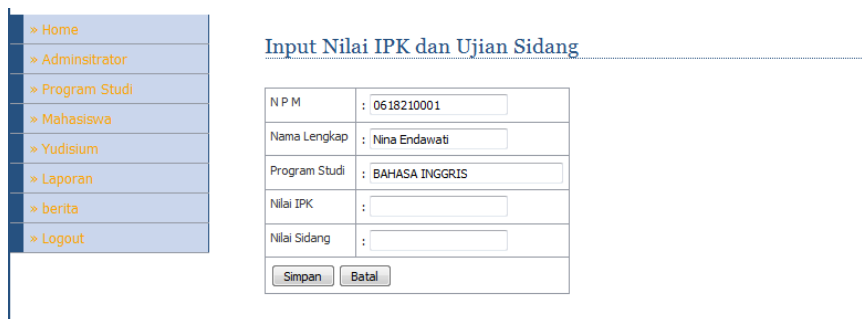 » Home
» Adminsitrator
» Program Studi
» Mahasiswa
» Yudisium
» Laporan
» berita
» Logout
Input Nilai IPK dan Ujian Sidang
N P M : 0618210001
Nama Lengkap : Nina Endawati
Program Studi : BAHASA INGGRIS
Nilai IPK :
Nilai Sidang :
Simpan Batal